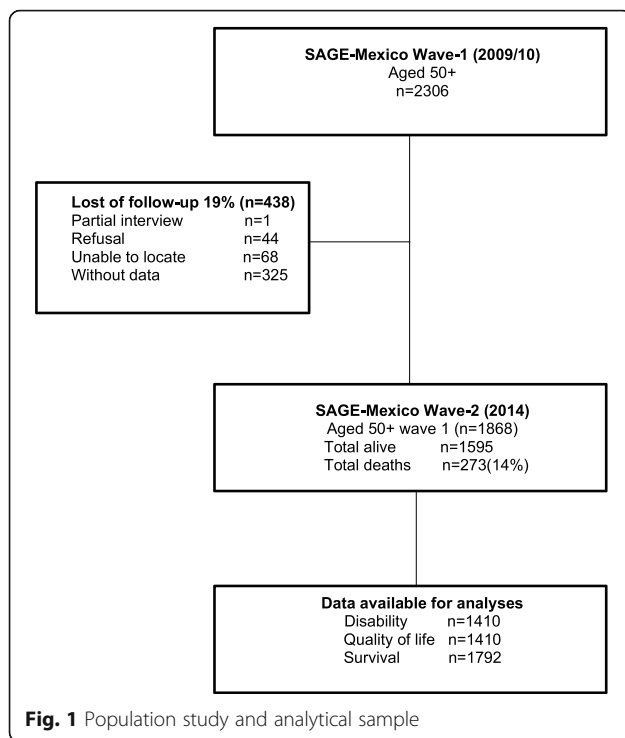 SAGE-Mexico Wave-1 (2009/10)
Aged 50+
n=2306
Lost of follow-up 19% (n=438)
Partial interview n=1
Refusal n=44
Unable to locate n=68
Without data n=325
SAGE-Mexico Wave-2 (2014)
Aged 50+ wave 1 (n=1868)
Total alive n=1595
Total deaths n=273(14%)
Data available for analyses
Disability n=1410
Quality of life n=1410
Survival n=1792
Fig. 1 Population study and analytical sample